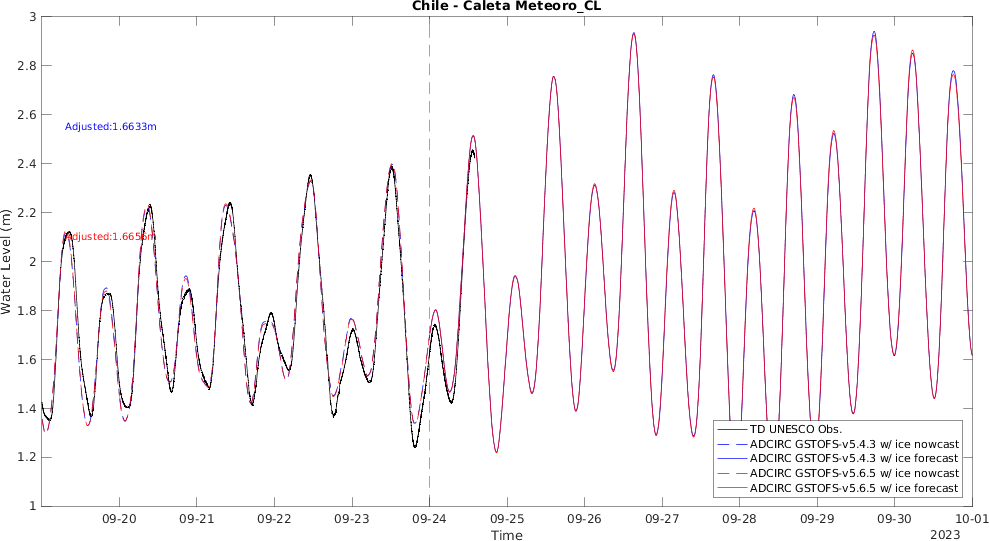 Chile - Caleta Meteoro_CL
Water Level (m)
3
2.8
2.6
2.4
2.2
2
1.8
1.6
1.4
1.2
1
Adjusted:1.6633m
Adjusted:1.6656m
TD UNESCO Obs.
ADCIRC GSTOFS-v5.4.3 w/ ice nowcast
ADCIRC GSTOFS-v5.4.3 w/ ice forecast
ADCIRC GSTOFS-v5.6.5 w/ ice nowcast
ADCIRC GSTOFS-v5.6.5 w/ ice forecast
09-20 09-21 09-22 09-23 09-24 09-25 09-26 09-27 09-28 09-29 09-30 10-01
Time
2023